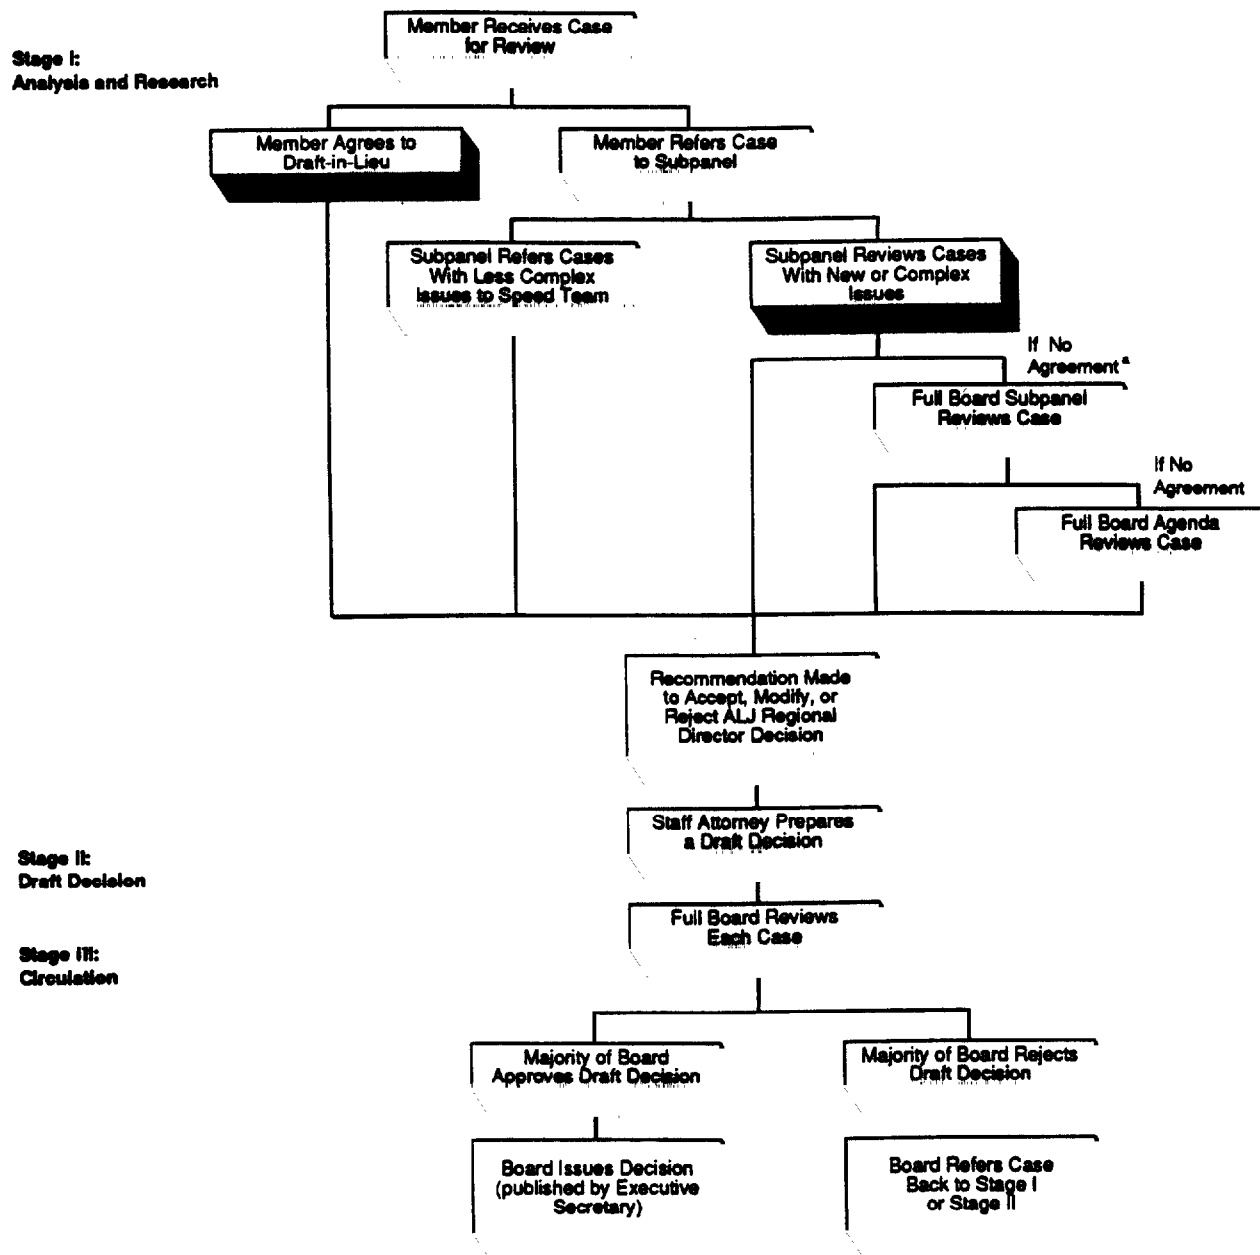 Member Receives Case
for Review
Stage I:
Analysis and Research
Member Agrees to
Draft-in-Lieu
Member Refers Case
to Subpanel
Subpanel Refers Cases
With Less Complex
Issues to Speed Team
Subpanel Reviews Cases
With New or Complex
Issues
If No
Agreement a
Full Board Subpanel
Reviews Case
If No
Agreement
Full Board Agenda
Reviews Case
Recommendation Made
to Accept, Modify, or
Reject ALJ Regional
Director Decision
Staff Attorney Prepares
a Draft Decision
Stage II:
Draft Decision
Full Board Reviews
Each Case
Stage III:
Circulation
Majority of Board
Approves Draft Decision
Majority of Board Rejects
Draft Decision
Board Issues Decision
(published by Executive
Secretary)
Board Refers Case
Back to Stage I
or Stage II